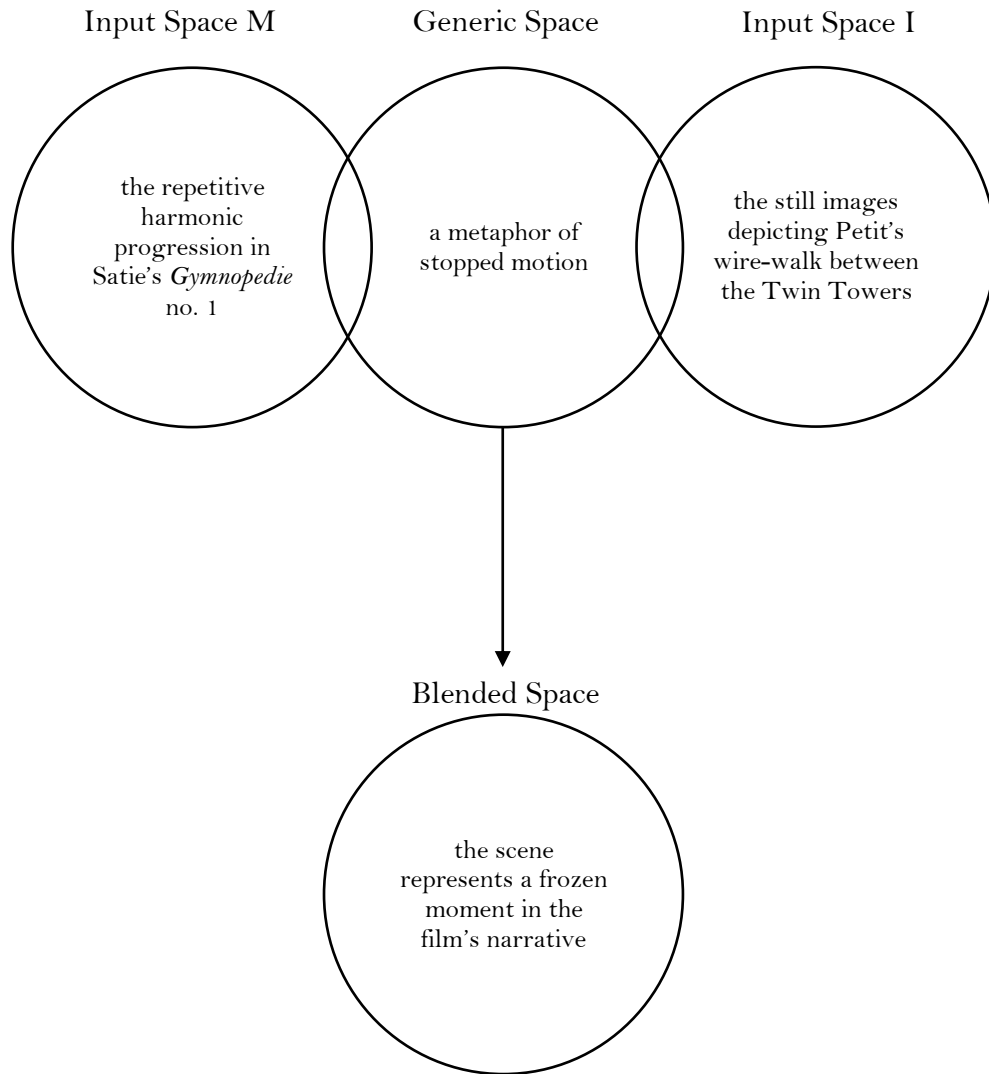 Input Space M
Generic Space
Input Space I
the repetitive
harmonic
progression in
Satie’s Gymnopedie
no. 1
a metaphor of
stopped motion
the still images
depicting Petit’s
wire-walk between
the Twin Towers
Blended Space
the scene
represents a frozen
moment in the
film’s narrative